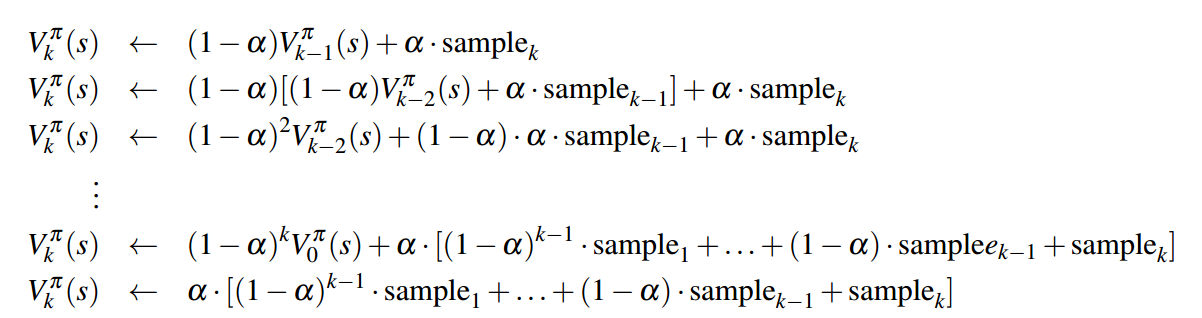 V_k^π(s) ← (1−α)V_{k−1}^π(s) + α·sample_k
V_k^π(s) ← (1−α)[(1−α)V_{k−2}^π(s) + α·sample_{k−1}] + α·sample_k
V_k^π(s) ← (1−α)^2 V_{k−2}^π(s) + (1−α)·α·sample_{k−1} + α·sample_k
⋮
V_k^π(s) ← (1−α)^k V_0^π(s) + α·[(1−α)^{k−1}·sample_1 + … + (1−α)·samplee_{k−1} + sample_k]
V_k^π(s) ← α·[(1−α)^{k−1}·sample_1 + … + (1−α)·sample_{k−1} + sample_k]